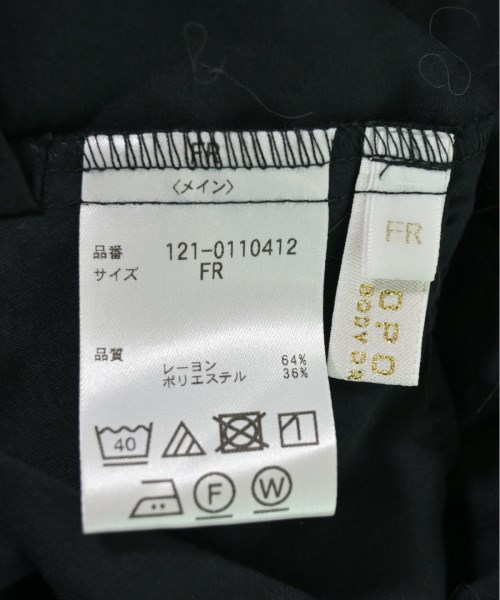 FR
〈メイン〉
品番 121-0110412
サイズ FR
品質
レーヨン 64%
ポリエステル 36%
40
F W
FR